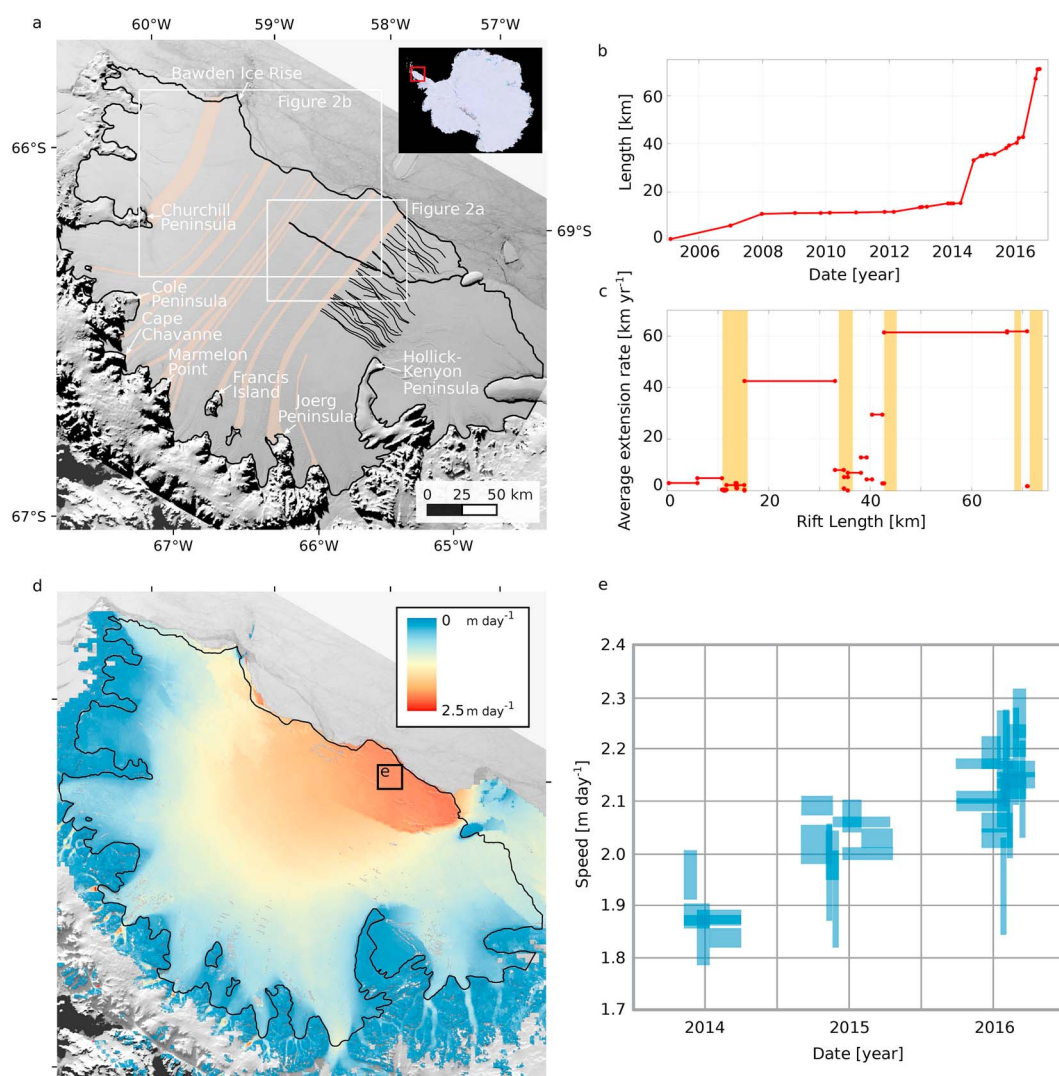 a
60°W 59°W 58°W 57°W
Bawden Ice Rise
Figure 2b
66°S
Figure 2a
69°S
Churchill
Peninsula
Cole
Peninsula
Cape
Chavanne
Marmelon
Point
Francis
Island
Joerg
Peninsula
Hollick-
Kenyon
Peninsula
0 25 50 km
67°S
67°W 66°W 65°W
b
Length [km]
60
40
20
0
2006 2008 2010 2012 2014 2016
Date [year]
c
Average extension rate [km yr⁻¹]
60
40
20
0
0 20 40 60
Rift Length [km]
d
0 m day⁻¹
2.5 m day⁻¹
e
e
Speed [m day⁻¹]
2.4
2.3
2.2
2.1
2.0
1.9
1.8
1.7
2014 2015 2016
Date [year]